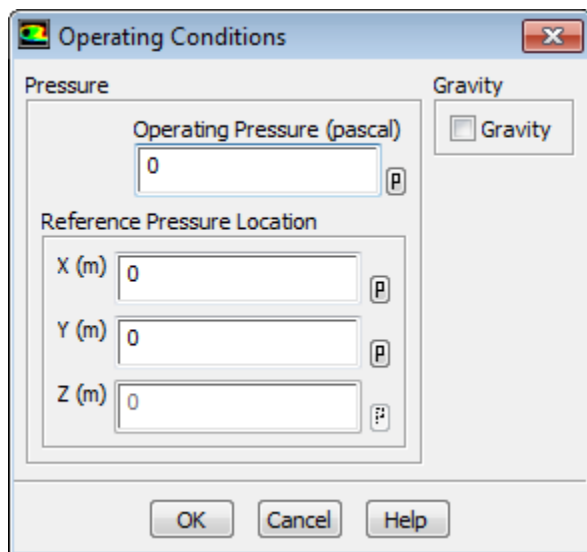 Operating Conditions
Pressure
Operating Pressure (pascal)
0
P
Reference Pressure Location
X (m) 0 P
Y (m) 0 P
Z (m) 0 P
Gravity
Gravity
OK Cancel Help